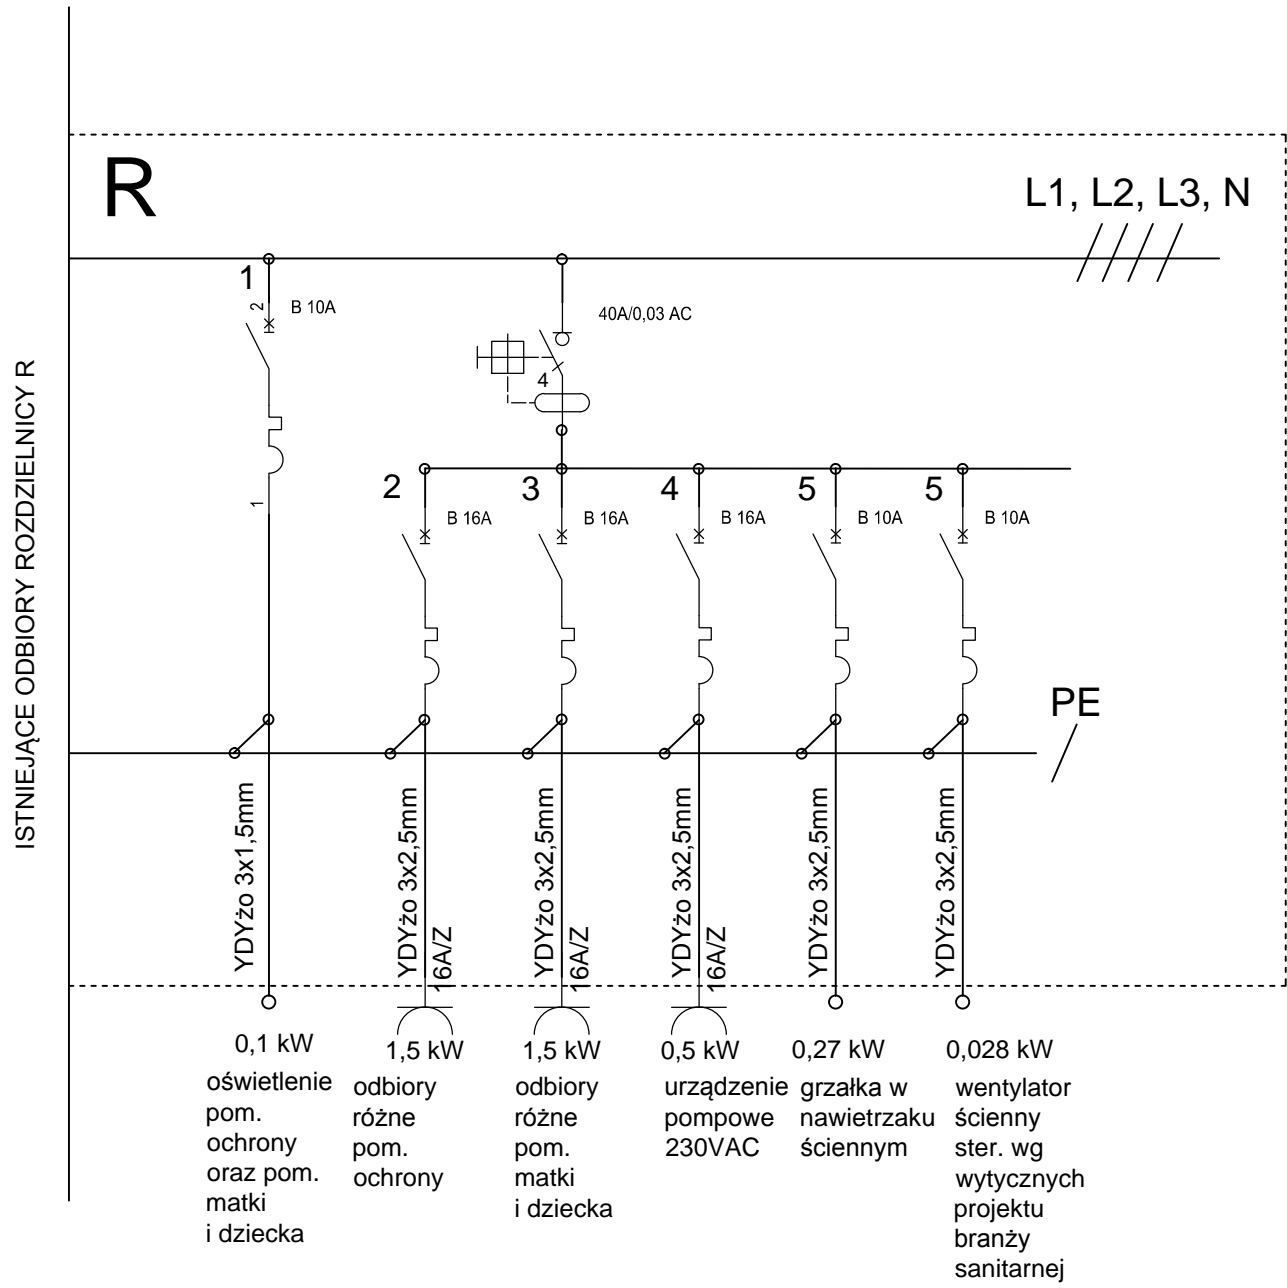 ISTNIEJĄCE ODBIORY ROZDZIELNICY R
R
L1, L2, L3, N
1
2
B 10A
1
40A/0,03 AC
4
2
B 16A
3
B 16A
4
B 16A
5
B 10A
5
B 10A
PE
YDYżo 3x1,5mm
YDYżo 3x2,5mm
16A/Z
YDYżo 3x2,5mm
16A/Z
YDYżo 3x2,5mm
16A/Z
YDYżo 3x2,5mm
YDYżo 3x2,5mm
0,1 kW
oświetlenie
pom.
ochrony
oraz pom.
matki
i dziecka
1,5 kW
odbiory
różne
pom.
ochrony
1,5 kW
odbiory
różne
pom.
matki
i dziecka
0,5 kW
urządzenie
pompowe
230VAC
0,27 kW
grzałka w
nawietrzaku
ściennym
0,028 kW
wentylator
ścienny
ster. wg
wytycznych
projektu
branży
sanitarnej